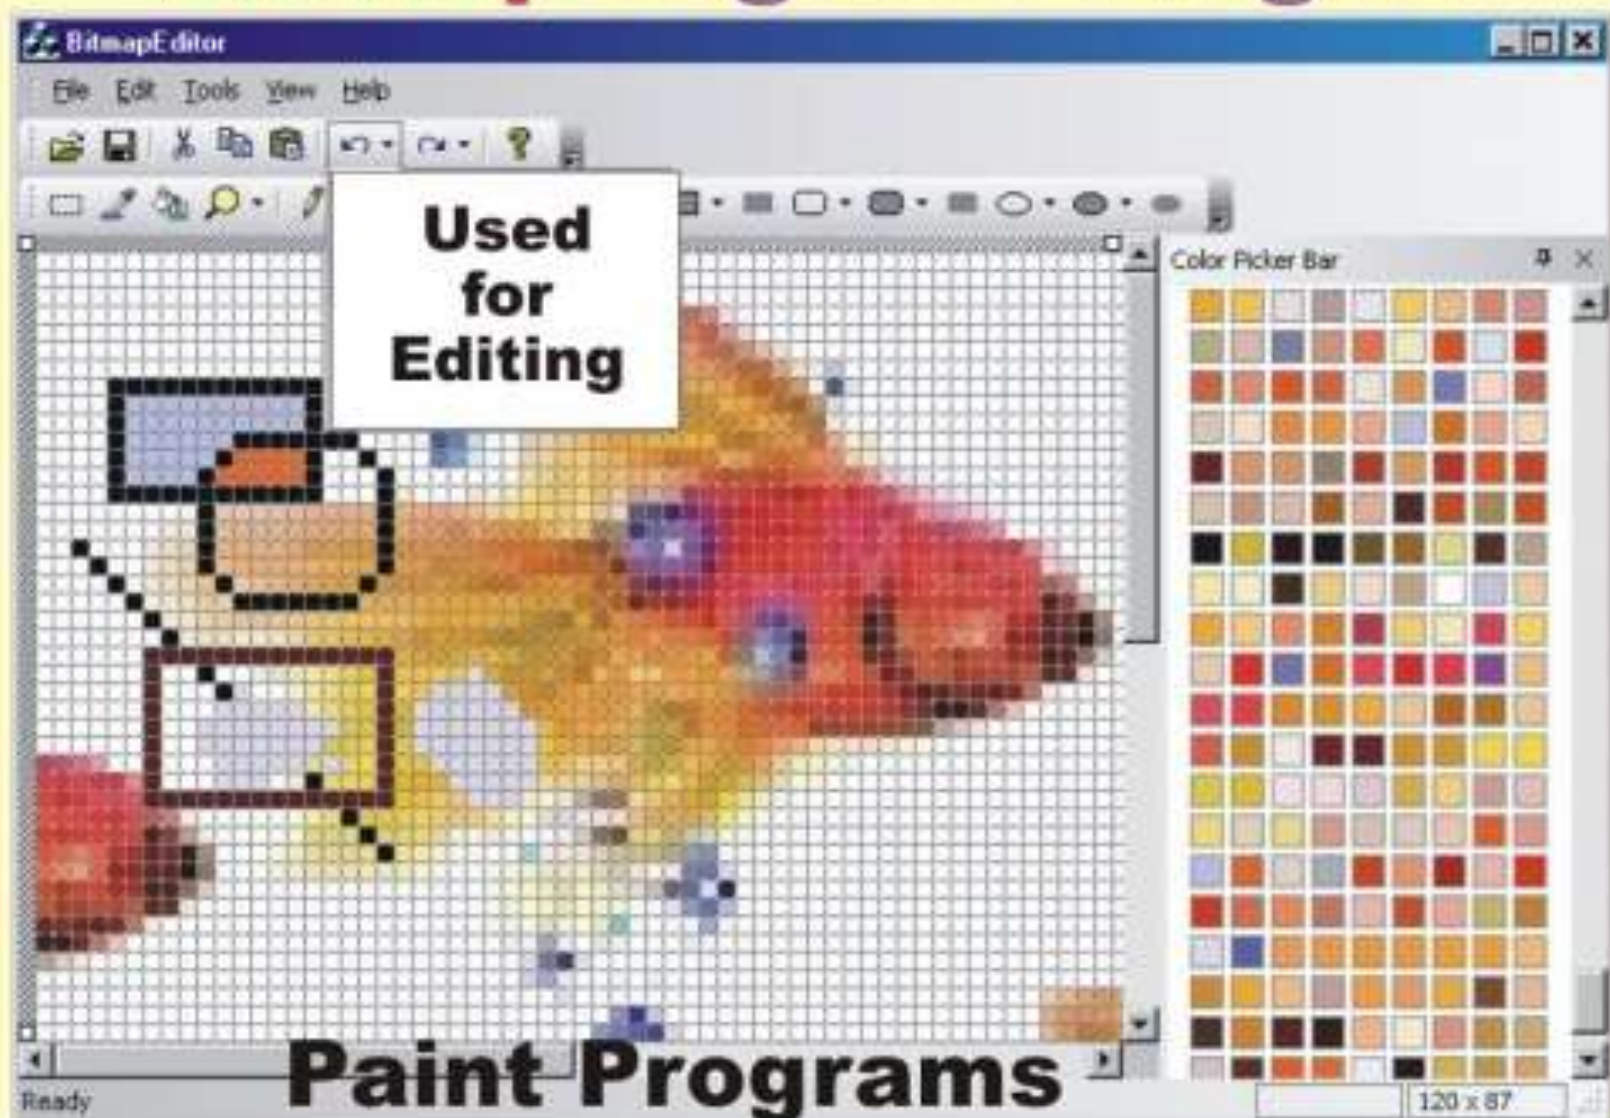 BitmapEditor
File Edit Tools View Help
Used
for
Editing
Color Picker Bar
Paint Programs
Ready
120 x 87